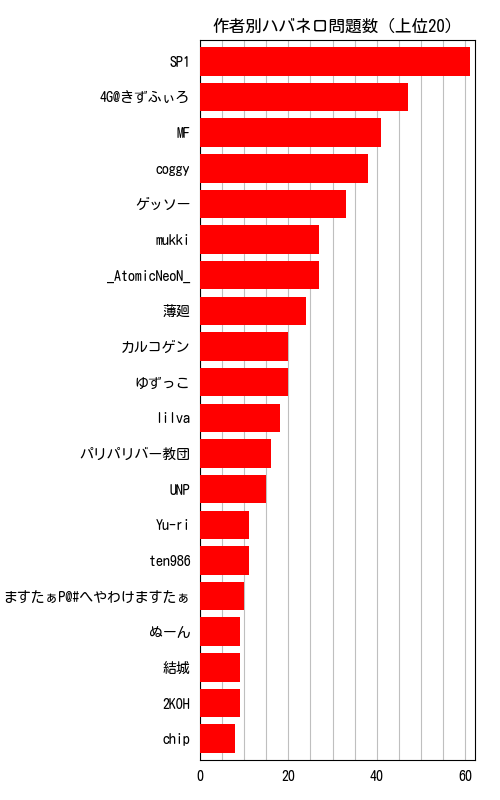 作者別ハバネロ問題数（上位20）
SP1
4G@きずふぃろ
MF
coggy
ゲッソー
mukki
_AtomicNeoN_
薄廻
カルコゲン
ゆずっこ
lilva
パリパリバー教団
UNP
Yu-ri
ten986
ますたぁP@#へやわけますたぁ
ぬーん
結城
2KOH
chip
0 20 40 60